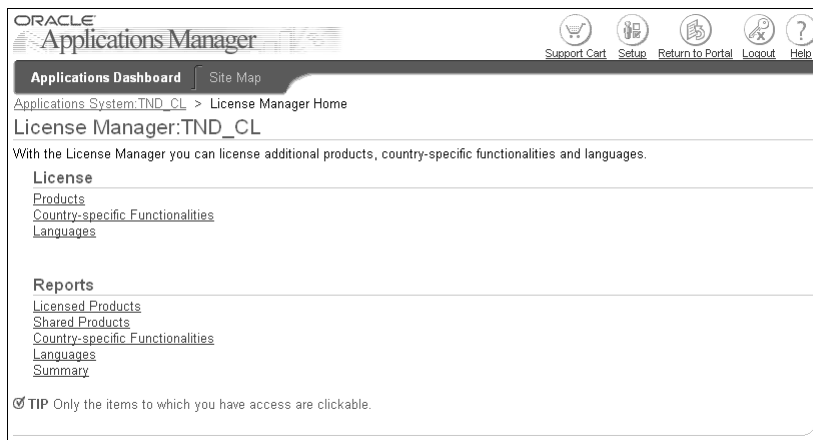 ORACLE
Applications Manager
Support Cart Setup Return to Portal Logout Help
Applications Dashboard Site Map
Applications System:TND_CL > License Manager Home
License Manager:TND_CL
With the License Manager you can license additional products, country-specific functionalities and languages.
License
Products
Country-specific Functionalities
Languages
Reports
Licensed Products
Shared Products
Country-specific Functionalities
Languages
Summary
TIP Only the items to which you have access are clickable.